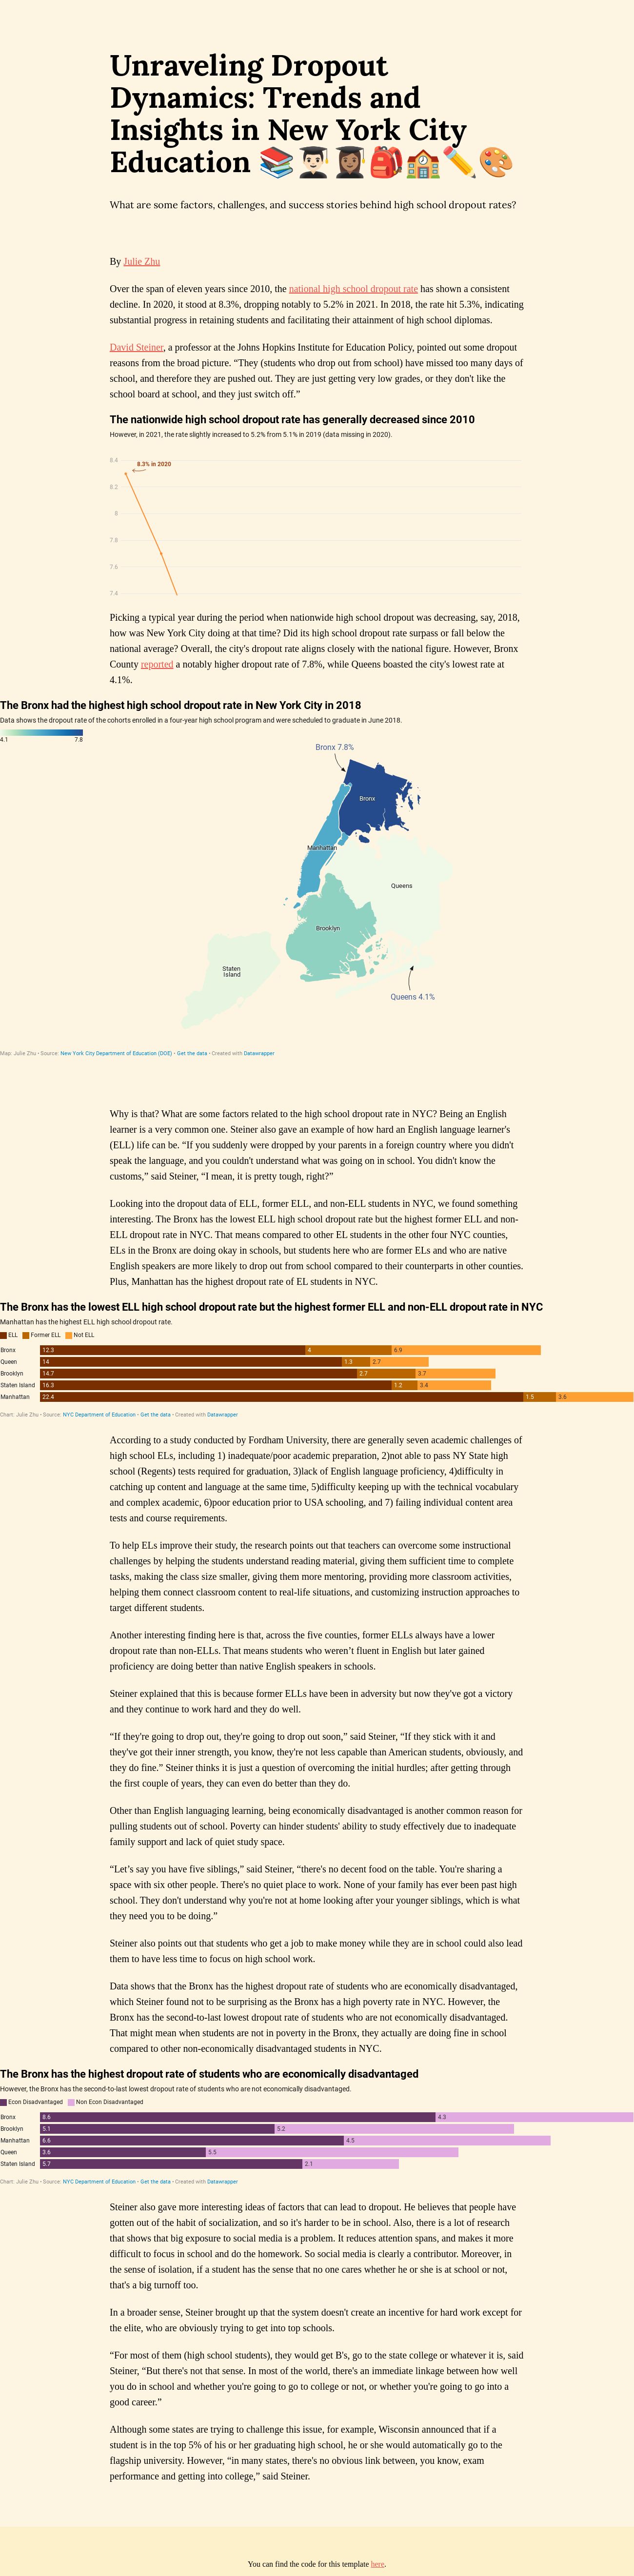 Unraveling Dropout
Dynamics: Trends and
Insights in New York City
Education 📚👨🏻‍🎓👩🏽‍🎓🎒🏫✏️🎨
What are some factors, challenges, and success stories behind high school dropout rates?
By Julie Zhu
Over the span of eleven years since 2010, the national high school dropout rate has shown a consistent
decline. In 2020, it stood at 8.3%, dropping notably to 5.2% in 2021. In 2018, the rate hit 5.3%, indicating
substantial progress in retaining students and facilitating their attainment of high school diplomas.
David Steiner, a professor at the Johns Hopkins Institute for Education Policy, pointed out some dropout
reasons from the broad picture. “They (students who drop out from school) have missed too many days of
school, and therefore they are pushed out. They are just getting very low grades, or they don't like the
school board at school, and they just switch off.”
The nationwide high school dropout rate has generally decreased since 2010
However, in 2021, the rate slightly increased to 5.2% from 5.1% in 2019 (data missing in 2020).
8.4
8.3% in 2020
8.2
8
7.8
7.6
7.4
Picking a typical year during the period when nationwide high school dropout was decreasing, say, 2018,
how was New York City doing at that time? Did its high school dropout rate surpass or fall below the
national average? Overall, the city's dropout rate aligns closely with the national figure. However, Bronx
County reported a notably higher dropout rate of 7.8%, while Queens boasted the city's lowest rate at
4.1%.
The Bronx had the highest high school dropout rate in New York City in 2018
Data shows the dropout rate of the cohorts enrolled in a four-year high school program and were scheduled to graduate in June 2018.
4.1 7.8
Bronx 7.8%
Bronx
Manhattan
Queens
Brooklyn
Staten
Island
Queens 4.1%
Map: Julie Zhu • Source: New York City Department of Education (DOE) • Get the data • Created with Datawrapper
Why is that? What are some factors related to the high school dropout rate in NYC? Being an English
learner is a very common one. Steiner also gave an example of how hard an English language learner's
(ELL) life can be. “If you suddenly were dropped by your parents in a foreign country where you didn't
speak the language, and you couldn't understand what was going on in school. You didn't know the
customs,” said Steiner, “I mean, it is pretty tough, right?”
Looking into the dropout data of ELL, former ELL, and non-ELL students in NYC, we found something
interesting. The Bronx has the lowest ELL high school dropout rate but the highest former ELL and non-
ELL dropout rate in NYC. That means compared to other EL students in the other four NYC counties,
ELs in the Bronx are doing okay in schools, but students here who are former ELs and who are native
English speakers are more likely to drop out from school compared to their counterparts in other counties.
Plus, Manhattan has the highest dropout rate of EL students in NYC.
The Bronx has the lowest ELL high school dropout rate but the highest former ELL and non-ELL dropout rate in NYC
Manhattan has the highest ELL high school dropout rate.
ELL Former ELL Not ELL
Bronx 12.3 4 6.9
Queen 14 1.3 2.7
Brooklyn 14.7 2.7 3.7
Staten Island 16.3 1.2 3.4
Manhattan 22.4 1.5 3.6
Chart: Julie Zhu • Source: NYC Department of Education • Get the data • Created with Datawrapper
According to a study conducted by Fordham University, there are generally seven academic challenges of
high school ELs, including 1) inadequate/poor academic preparation, 2)not able to pass NY State high
school (Regents) tests required for graduation, 3)lack of English language proficiency, 4)difficulty in
catching up content and language at the same time, 5)difficulty keeping up with the technical vocabulary
and complex academic, 6)poor education prior to USA schooling, and 7) failing individual content area
tests and course requirements.
To help ELs improve their study, the research points out that teachers can overcome some instructional
challenges by helping the students understand reading material, giving them sufficient time to complete
tasks, making the class size smaller, giving them more mentoring, providing more classroom activities,
helping them connect classroom content to real-life situations, and customizing instruction approaches to
target different students.
Another interesting finding here is that, across the five counties, former ELLs always have a lower
dropout rate than non-ELLs. That means students who weren’t fluent in English but later gained
proficiency are doing better than native English speakers in schools.
Steiner explained that this is because former ELLs have been in adversity but now they've got a victory
and they continue to work hard and they do well.
“If they're going to drop out, they're going to drop out soon,” said Steiner, “If they stick with it and
they've got their inner strength, you know, they're not less capable than American students, obviously, and
they do fine.” Steiner thinks it is just a question of overcoming the initial hurdles; after getting through
the first couple of years, they can even do better than they do.
Other than English languaging learning, being economically disadvantaged is another common reason for
pulling students out of school. Poverty can hinder students' ability to study effectively due to inadequate
family support and lack of quiet study space.
“Let’s say you have five siblings,” said Steiner, “there's no decent food on the table. You're sharing a
space with six other people. There's no quiet place to work. None of your family has ever been past high
school. They don't understand why you're not at home looking after your younger siblings, which is what
they need you to be doing.”
Steiner also points out that students who get a job to make money while they are in school could also lead
them to have less time to focus on high school work.
Data shows that the Bronx has the highest dropout rate of students who are economically disadvantaged,
which Steiner found not to be surprising as the Bronx has a high poverty rate in NYC. However, the
Bronx has the second-to-last lowest dropout rate of students who are not economically disadvantaged.
That might mean when students are not in poverty in the Bronx, they actually are doing fine in school
compared to other non-economically disadvantaged students in NYC.
The Bronx has the highest dropout rate of students who are economically disadvantaged
However, the Bronx has the second-to-last lowest dropout rate of students who are not economically disadvantaged.
Econ Disadvantaged Non Econ Disadvantaged
Bronx 8.6 4.3
Brooklyn 5.1 5.2
Manhattan 6.6 4.5
Queen 3.6 5.5
Staten Island 5.7 2.1
Chart: Julie Zhu • Source: NYC Department of Education • Get the data • Created with Datawrapper
Steiner also gave more interesting ideas of factors that can lead to dropout. He believes that people have
gotten out of the habit of socialization, and so it's harder to be in school. Also, there is a lot of research
that shows that big exposure to social media is a problem. It reduces attention spans, and makes it more
difficult to focus in school and do the homework. So social media is clearly a contributor. Moreover, in
the sense of isolation, if a student has the sense that no one cares whether he or she is at school or not,
that's a big turnoff too.
In a broader sense, Steiner brought up that the system doesn't create an incentive for hard work except for
the elite, who are obviously trying to get into top schools.
“For most of them (high school students), they would get B's, go to the state college or whatever it is, said
Steiner, “But there's not that sense. In most of the world, there's an immediate linkage between how well
you do in school and whether you're going to go to college or not, or whether you're going to go into a
good career.”
Although some states are trying to challenge this issue, for example, Wisconsin announced that if a
student is in the top 5% of his or her graduating high school, he or she would automatically go to the
flagship university. However, “in many states, there's no obvious link between, you know, exam
performance and getting into college,” said Steiner.
You can find the code for this template here.